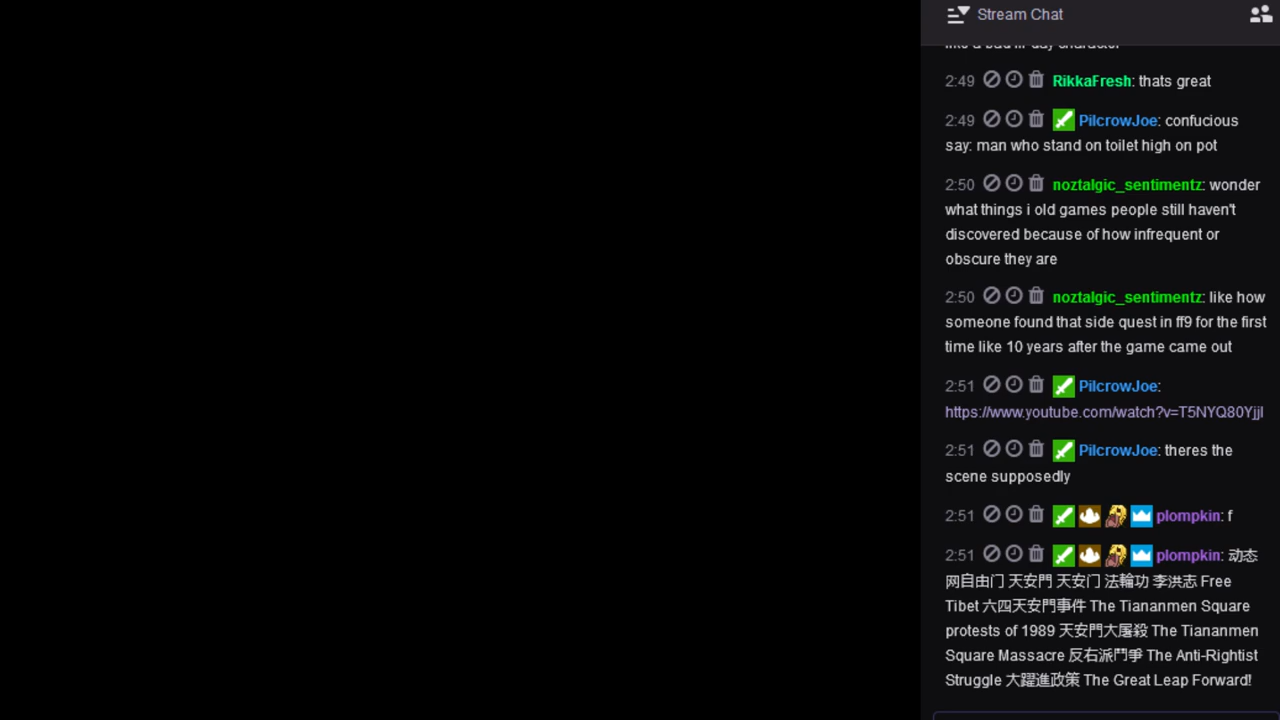 Stream Chat
like a bad lil' day character
2:49 RikkaFresh: thats great
2:49 PilcrowJoe: confucious
say: man who stand on toilet high on pot
2:50 noztalgic_sentimentz: wonder
what things i old games people still haven't
discovered because of how infrequent or
obscure they are
2:50 noztalgic_sentimentz: like how
someone found that side quest in ff9 for the first
time like 10 years after the game came out
2:51 PilcrowJoe:
https://www.youtube.com/watch?v=T5NYQ80YjjI
2:51 PilcrowJoe: theres the
scene supposedly
2:51 plompkin: f
2:51 plompkin: 动态
网自由门 天安門 天安门 法輪功 李洪志 Free
Tibet 六四天安門事件 The Tiananmen Square
protests of 1989 天安門大屠殺 The Tiananmen
Square Massacre 反右派鬥爭 The Anti-Rightist
Struggle 大躍進政策 The Great Leap Forward!